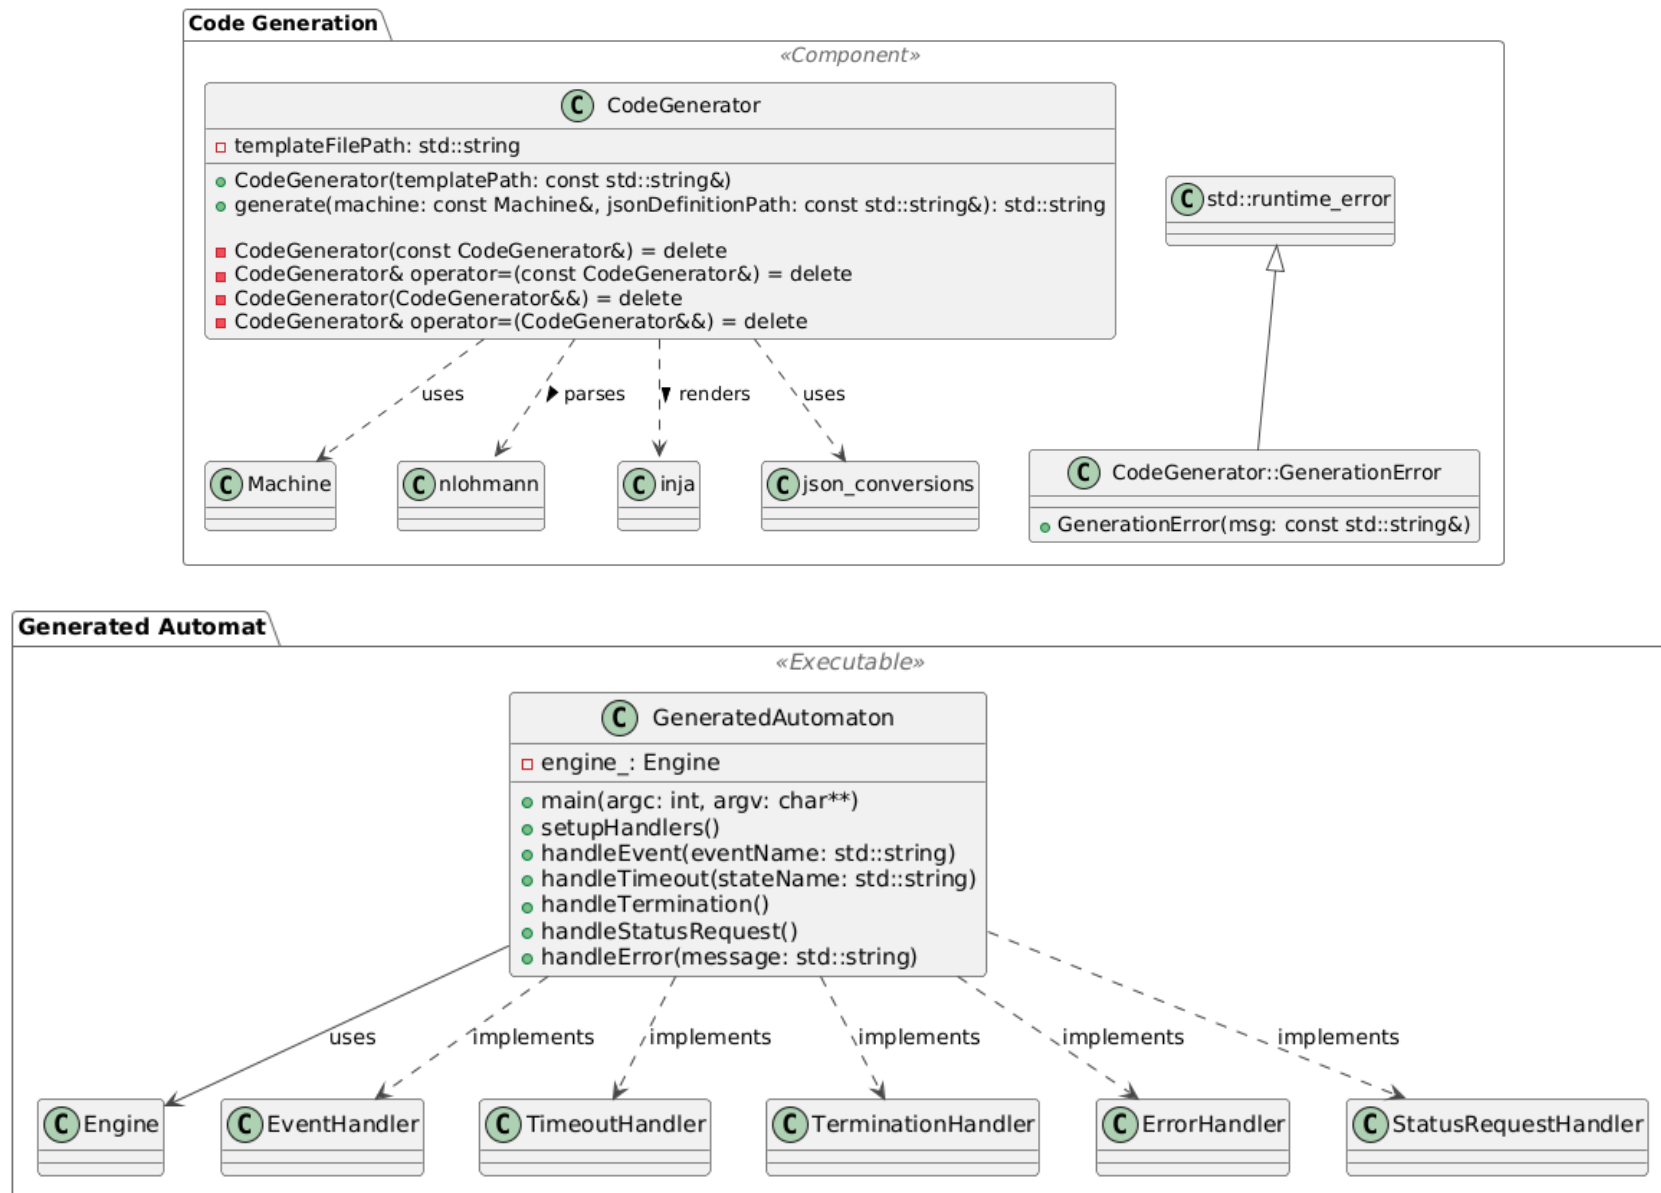 Code Generation
«Component»
C CodeGenerator
templateFilePath: std::string
CodeGenerator(templatePath: const std::string&)
generate(machine: const Machine&, jsonDefinitionPath: const std::string&): std::string
CodeGenerator(const CodeGenerator&) = delete
CodeGenerator& operator=(const CodeGenerator&) = delete
CodeGenerator(CodeGenerator&&) = delete
CodeGenerator& operator=(CodeGenerator&&) = delete
C std::runtime_error
uses
parses
renders
uses
C Machine
C nlohmann
C inja
C json_conversions
C CodeGenerator::GenerationError
GenerationError(msg: const std::string&)
Generated Automat
«Executable»
C GeneratedAutomaton
engine_: Engine
main(argc: int, argv: char**)
setupHandlers()
handleEvent(eventName: std::string)
handleTimeout(stateName: std::string)
handleTermination()
handleStatusRequest()
handleError(message: std::string)
uses
implements
implements
implements
implements
implements
C Engine
C EventHandler
C TimeoutHandler
C TerminationHandler
C ErrorHandler
C StatusRequestHandler